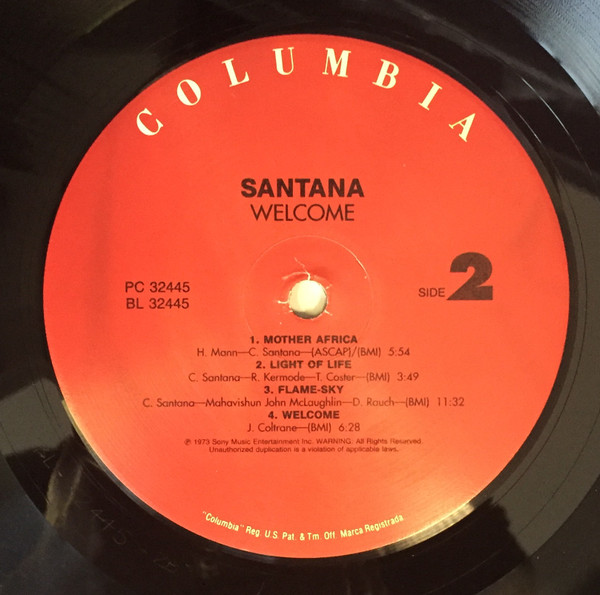 COLUMBIA
SANTANA
WELCOME
PC 32445
BL 32445
SIDE 2
1. MOTHER AFRICA
H. Mann—C. Santana—(ASCAP)/(BMI) 5:54
2. LIGHT OF LIFE
C. Santana—R. Kermode—T. Coster—(BMI) 3:49
3. FLAME-SKY
C. Santana—Mahavishun John McLaughlin—D. Rauch—(BMI) 11:32
4. WELCOME
J. Coltrane—(BMI) 6:28
℗ 1973 Sony Music Entertainment Inc. WARNING: All Rights Reserved.
Unauthorized duplication is a violation of applicable laws.
"Columbia" Reg. U.S. Pat. & Tm. Off. Marca Registrada